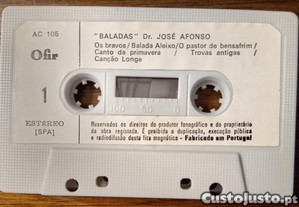 AC 105
"BALADAS" Dr. JOSÉ AFONSO
Ofir
Os bravos/Balada Aleixo/O pastor de bensafrim/
Canto da primavera / Trovas antigas /
Canção Longe
1
ESTEREO
[SPA]
Reservados os direitos do produtor fonográfico e do proprietário
da obra registada. É proibida a duplicação, execução pública
e radiodifusão desta fita magnética - Fabricado em Portugal
CustoJusto.pt